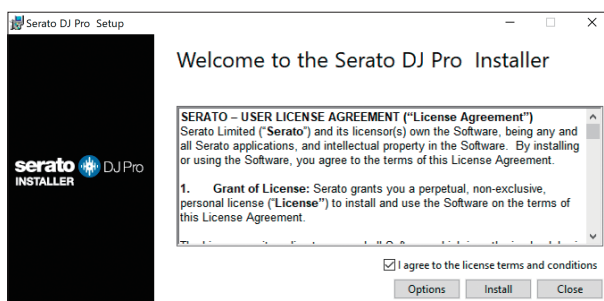 Serato DJ Pro Setup
Welcome to the Serato DJ Pro Installer
SERATO – USER LICENSE AGREEMENT ("License Agreement")
Serato Limited ("Serato") and its licensor(s) own the Software, being any and
all Serato applications, and intellectual property in the Software. By installing
or using the Software, you agree to the terms of this License Agreement.
1. Grant of License: Serato grants you a perpetual, non-exclusive,
personal license ("License") to install and use the Software on the terms of
this License Agreement.
serato DJ Pro
INSTALLER
I agree to the license terms and conditions
Options Install Close